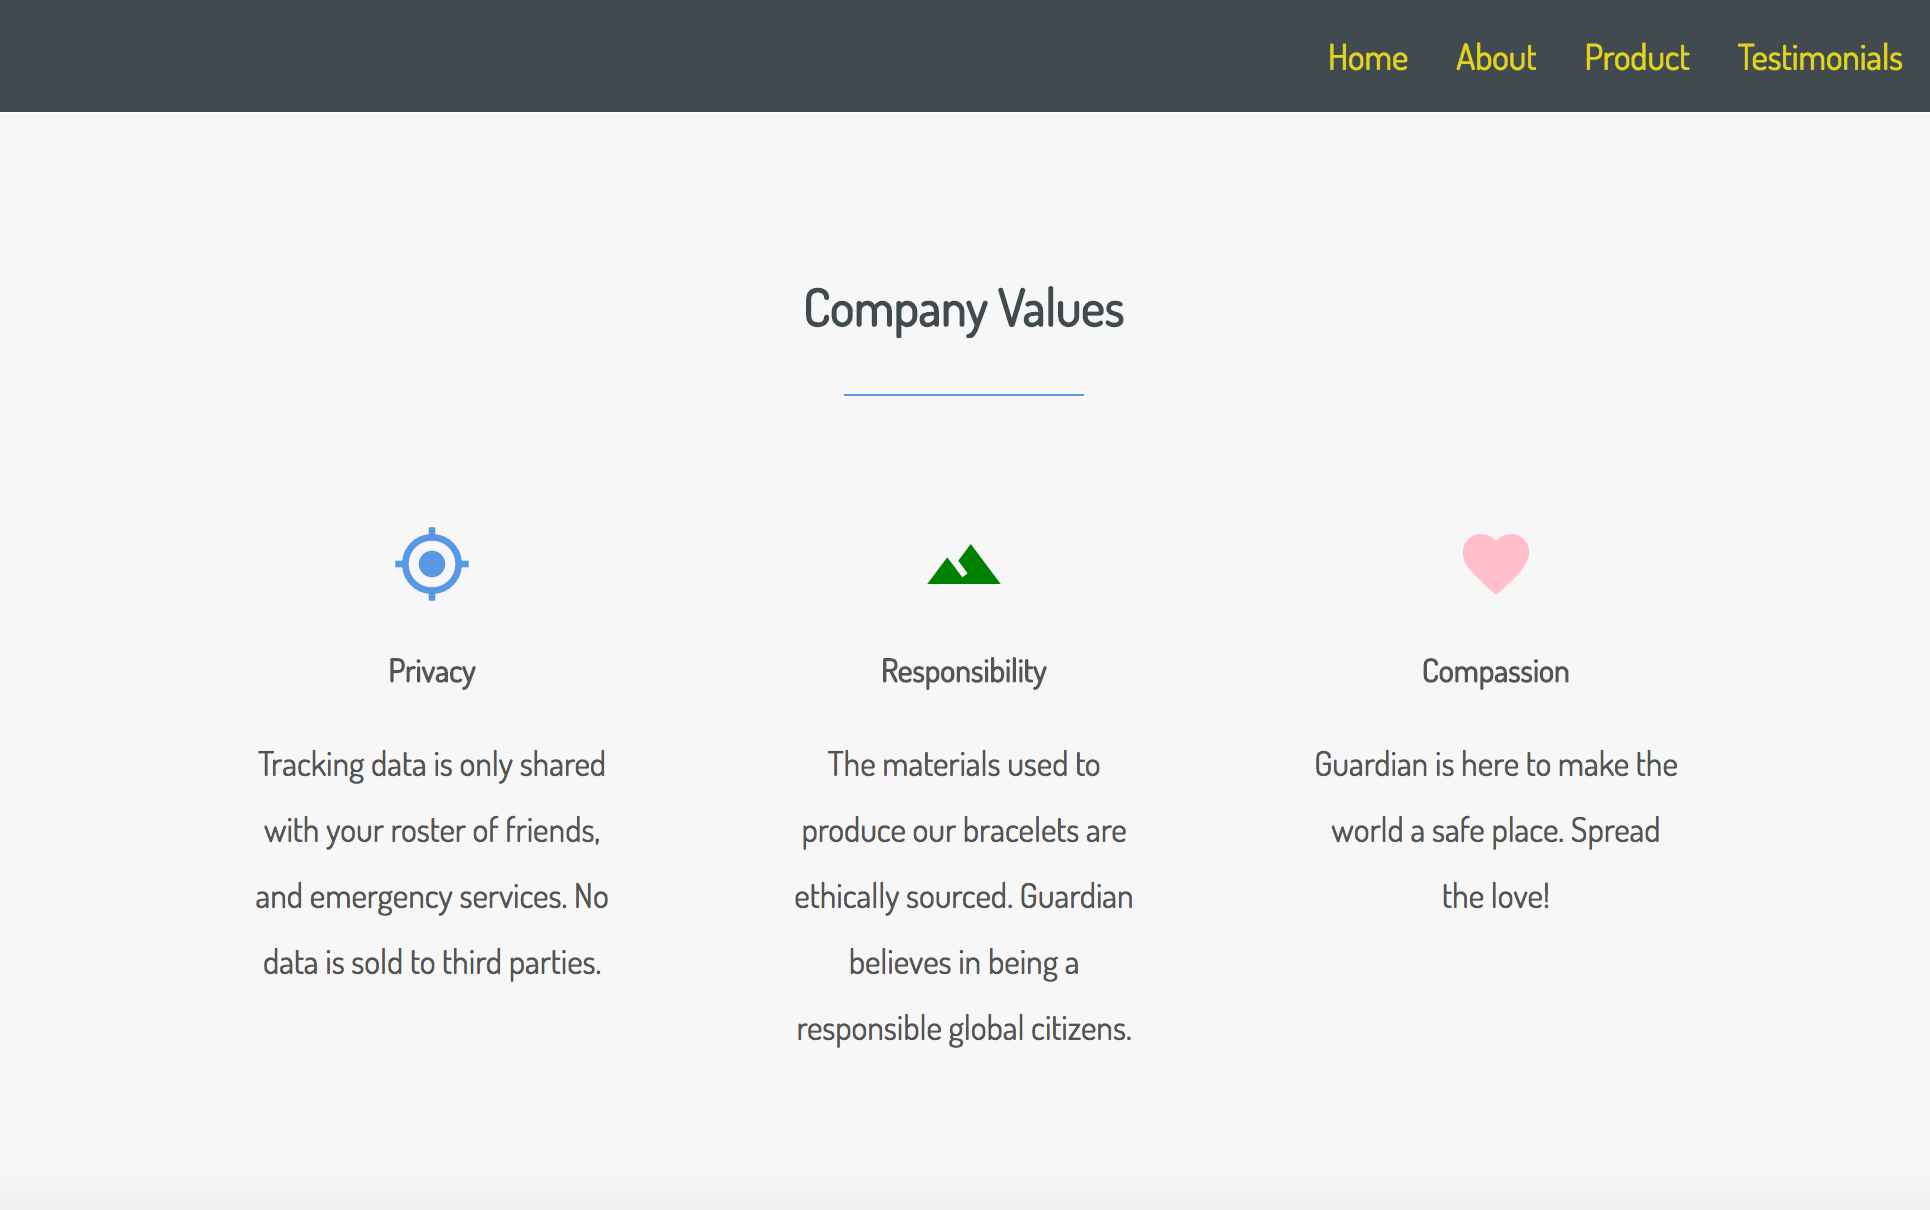 Home About Product Testimonials
Company Values
Privacy
Tracking data is only shared
with your roster of friends,
and emergency services. No
data is sold to third parties.
Responsibility
The materials used to
produce our bracelets are
ethically sourced. Guardian
believes in being a
responsible global citizens.
Compassion
Guardian is here to make the
world a safe place. Spread
the love!